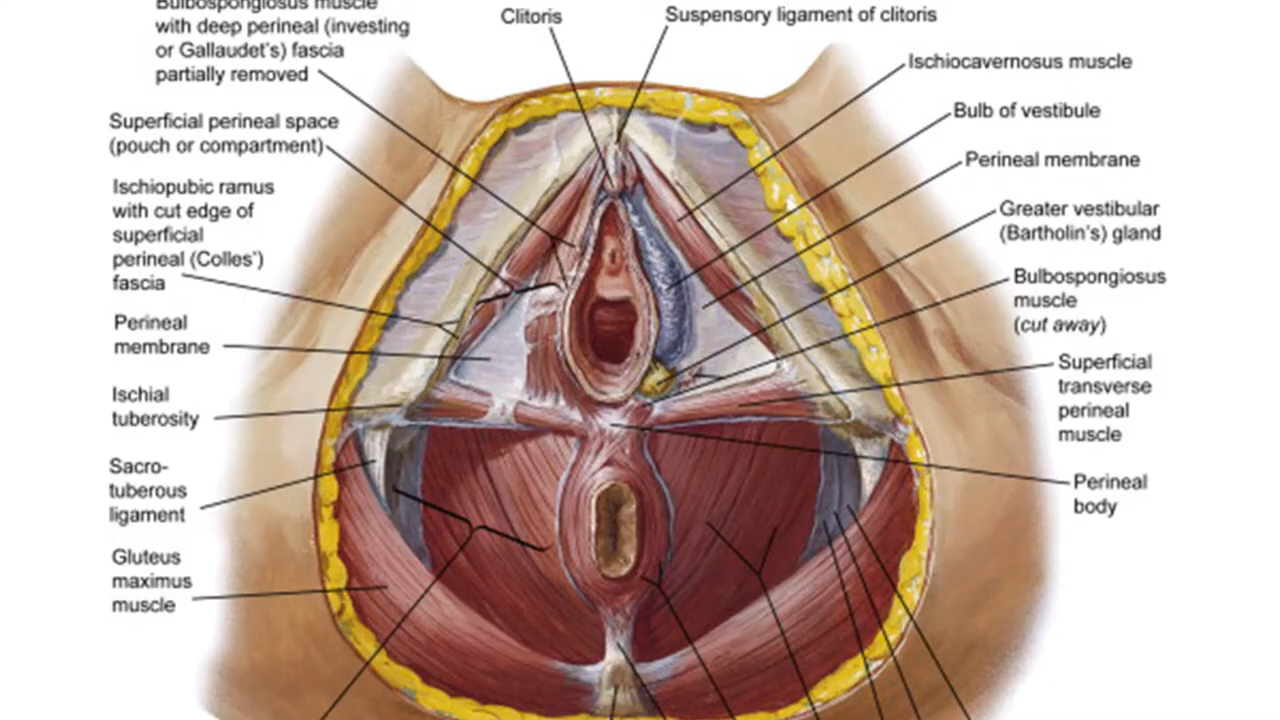 Bulbospongiosus muscle
with deep perineal (investing
or Gallaudet's) fascia
partially removed
Superficial perineal space
(pouch or compartment)
Ischiopubic ramus
with cut edge of
superficial
perineal (Colles')
fascia
Perineal
membrane
Ischial
tuberosity
Sacro-
tuberous
ligament
Gluteus
maximus
muscle
Clitoris
Suspensory ligament of clitoris
Ischiocavernosus muscle
Bulb of vestibule
Perineal membrane
Greater vestibular
(Bartholin's) gland
Bulbospongiosus
muscle
(cut away)
Superficial
transverse
perineal
muscle
Perineal
body